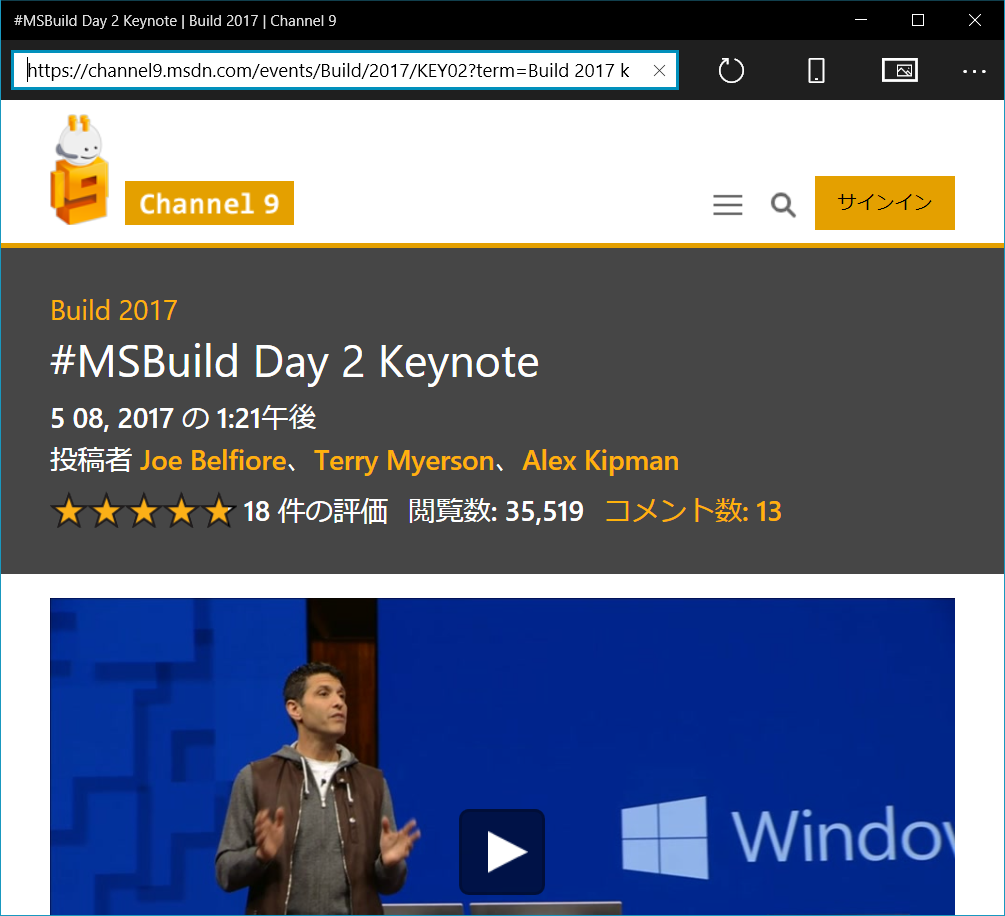 #MSBuild Day 2 Keynote | Build 2017 | Channel 9
https://channel9.msdn.com/events/Build/2017/KEY02?term=Build 2017 k
9
Channel 9
サインイン
Build 2017
#MSBuild Day 2 Keynote
5 08, 2017 の 1:21午後
投稿者 Joe Belfiore、Terry Myerson、Alex Kipman
18 件の評価 閲覧数: 35,519 コメント数: 13
Window